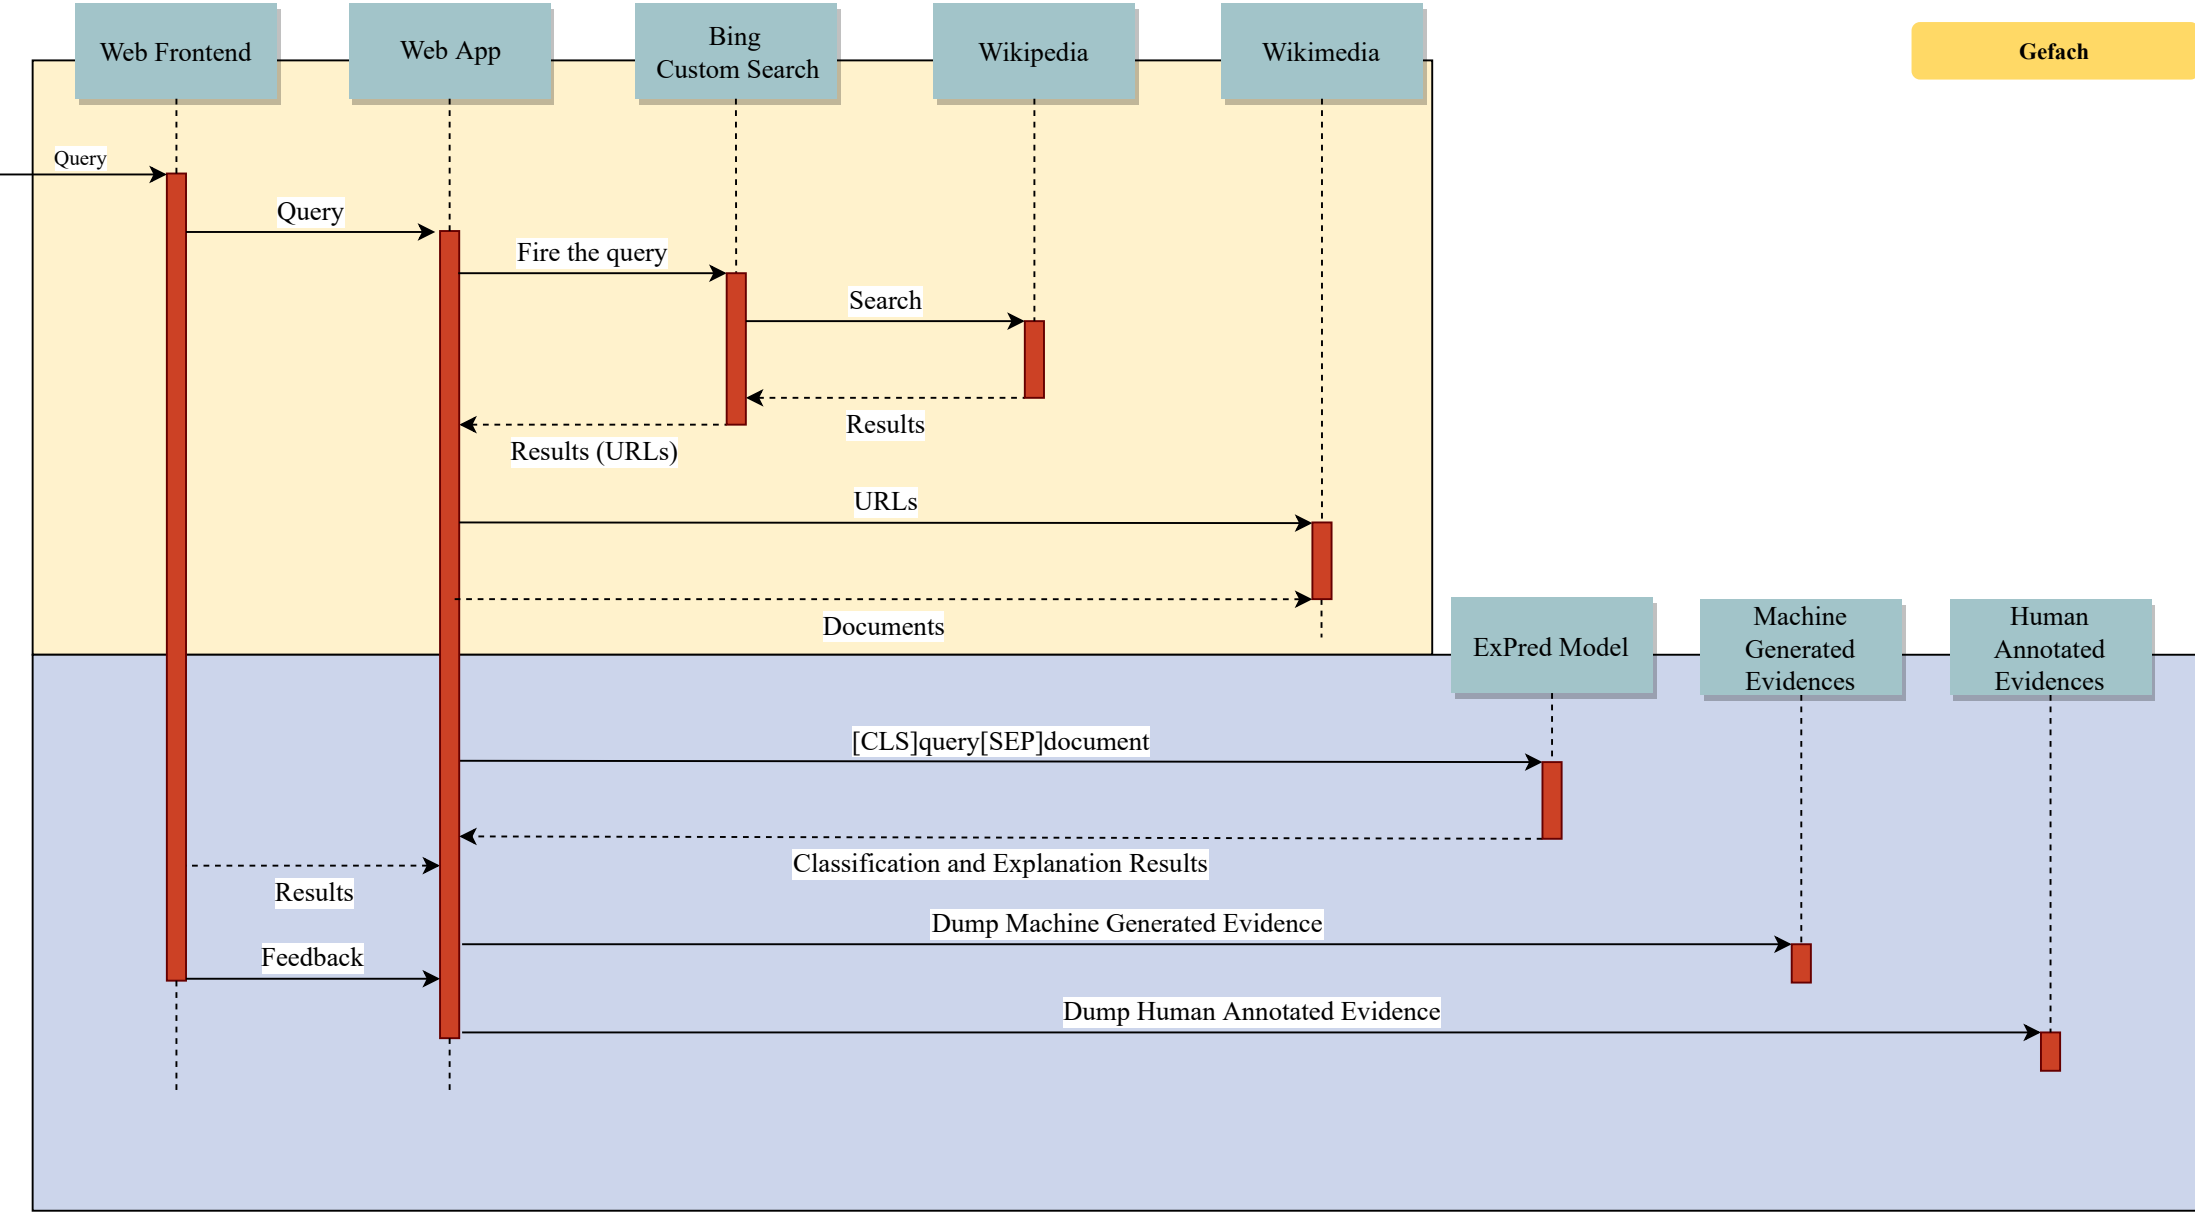 Web Frontend
Web App
Bing
Custom Search
Wikipedia
Wikimedia
Gefach
Query
Query
Fire the query
Search
Results
Results (URLs)
URLs
Documents
ExPred Model
Machine
Generated
Evidences
Human
Annotated
Evidences
[CLS]query[SEP]document
Classification and Explanation Results
Results
Dump Machine Generated Evidence
Feedback
Dump Human Annotated Evidence